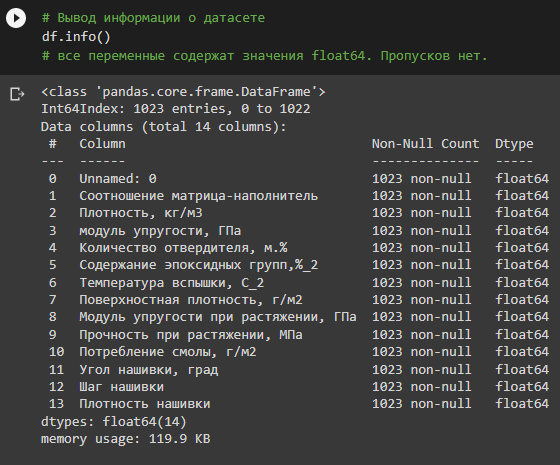 # Вывод информации о датасете
df.info()
# все переменные содержат значения float64. Пропусков нет.
<class 'pandas.core.frame.DataFrame'>
Int64Index: 1023 entries, 0 to 1022
Data columns (total 14 columns):
 #   Column                                Non-Null Count  Dtype
---  ------                                --------------  -----
 0   Unnamed: 0                            1023 non-null   float64
 1   Соотношение матрица-наполнитель       1023 non-null   float64
 2   Плотность, кг/м3                      1023 non-null   float64
 3   модуль упругости, ГПа                 1023 non-null   float64
 4   Количество отвердителя, м.%           1023 non-null   float64
 5   Содержание эпоксидных групп,%_2       1023 non-null   float64
 6   Температура вспышки, С_2              1023 non-null   float64
 7   Поверхностная плотность, г/м2         1023 non-null   float64
 8   Модуль упругости при растяжении, ГПа  1023 non-null   float64
 9   Прочность при растяжении, МПа         1023 non-null   float64
 10  Потребление смолы, г/м2               1023 non-null   float64
 11  Угол нашивки, град                    1023 non-null   float64
 12  Шаг нашивки                           1023 non-null   float64
 13  Плотность нашивки                     1023 non-null   float64
dtypes: float64(14)
memory usage: 119.9 KB